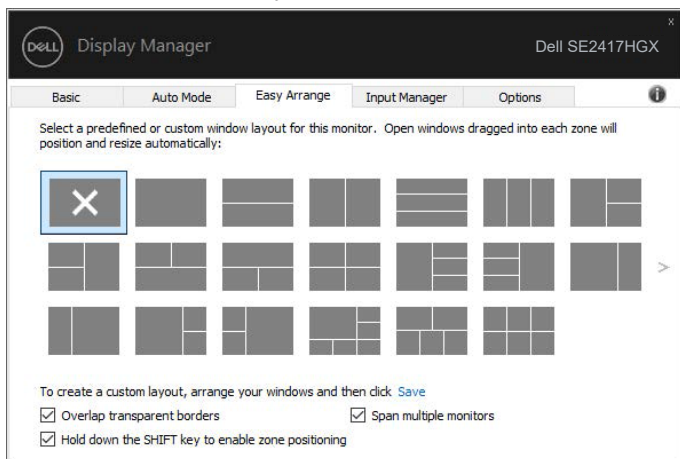 DELL Display Manager
x
Dell SE2417HGX
Basic Auto Mode Easy Arrange Input Manager Options
Select a predefined or custom window layout for this monitor. Open windows dragged into each zone will
position and resize automatically:
>
To create a custom layout, arrange your windows and then click Save
Overlap transparent borders Span multiple monitors
Hold down the SHIFT key to enable zone positioning